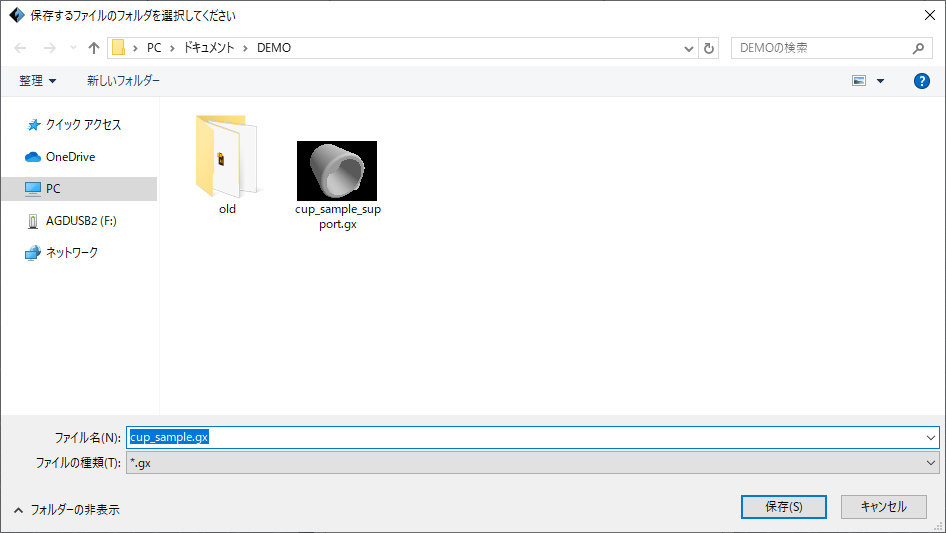 保存するファイルのフォルダを選択してください
PC › ドキュメント › DEMO
DEMOの検索
整理
新しいフォルダー
?
クイック アクセス
OneDrive
PC
AGDUSB2 (F:)
ネットワーク
old
cup_sample_sup
port.gx
ファイル名(N):
cup_sample.gx
ファイルの種類(T):
*.gx
フォルダーの非表示
保存(S)
キャンセル